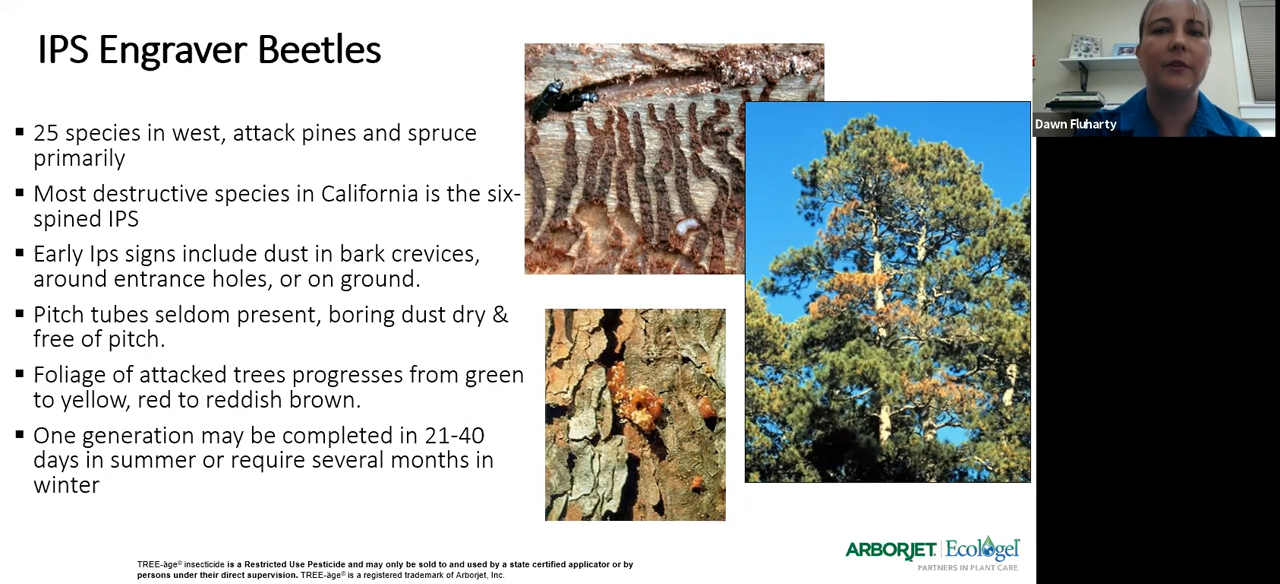 IPS Engraver Beetles
▪ 25 species in west, attack pines and spruce
primarily
▪ Most destructive species in California is the six-
spined IPS
▪ Early Ips signs include dust in bark crevices,
around entrance holes, or on ground.
▪ Pitch tubes seldom present, boring dust dry &
free of pitch.
▪ Foliage of attacked trees progresses from green
to yellow, red to reddish brown.
▪ One generation may be completed in 21-40
days in summer or require several months in
winter
Dawn Fluharty
ARBORJET | Ecologel
PARTNERS IN PLANT CARE
TREE-äge® insecticide is a Restricted Use Pesticide and may only be sold to and used by a state certified applicator or by
persons under their direct supervision. TREE-äge® is a registered trademark of Arborjet, Inc.